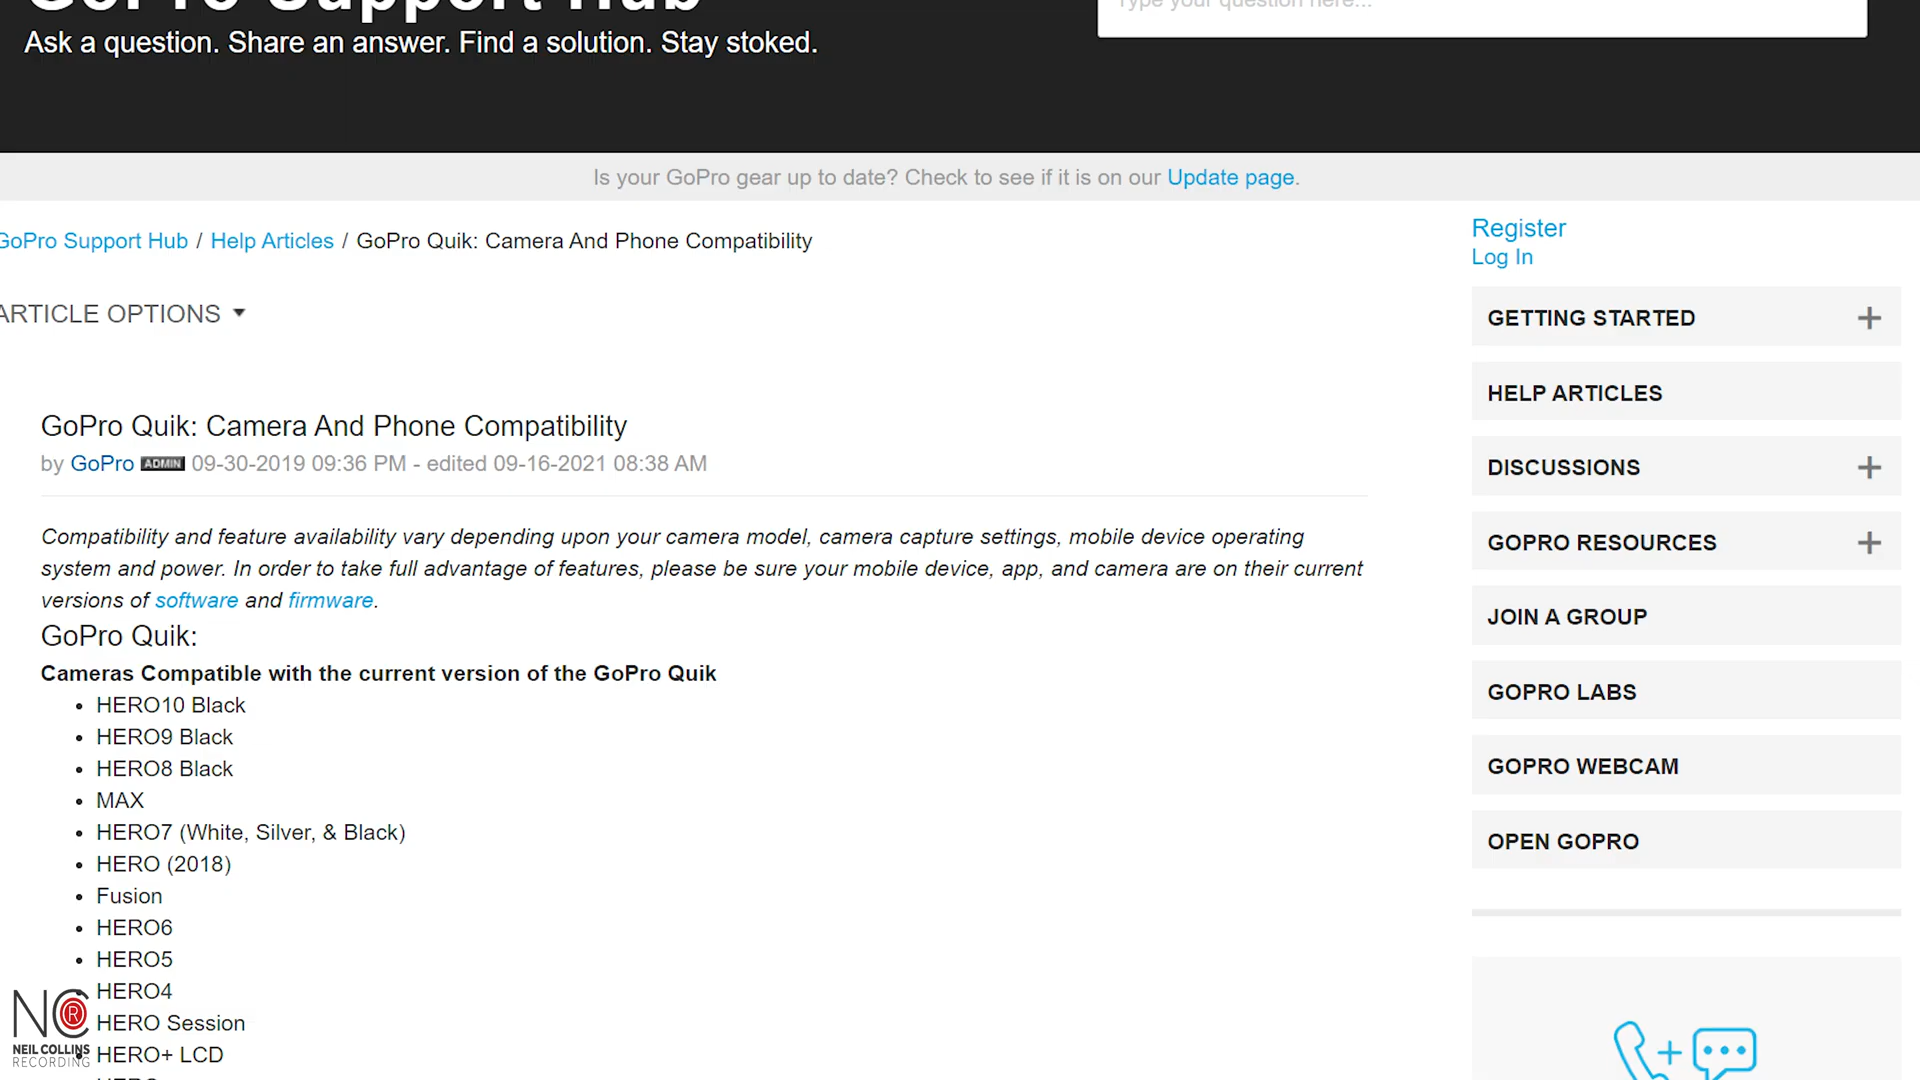 GoPro Support Hub
Type your question here...
Ask a question. Share an answer. Find a solution. Stay stoked.
Is your GoPro gear up to date? Check to see if it is on our Update page.
GoPro Support Hub / Help Articles / GoPro Quik: Camera And Phone Compatibility
Register
Log In
ARTICLE OPTIONS
GoPro Quik: Camera And Phone Compatibility
by GoPro ADMIN 09-30-2019 09:36 PM - edited 09-16-2021 08:38 AM
Compatibility and feature availability vary depending upon your camera model, camera capture settings, mobile device operating
system and power. In order to take full advantage of features, please be sure your mobile device, app, and camera are on their current
versions of software and firmware.
GoPro Quik:
Cameras Compatible with the current version of the GoPro Quik
• HERO10 Black
• HERO9 Black
• HERO8 Black
• MAX
• HERO7 (White, Silver, & Black)
• HERO (2018)
• Fusion
• HERO6
• HERO5
HERO4
HERO Session
HERO+ LCD
GETTING STARTED
HELP ARTICLES
DISCUSSIONS
GOPRO RESOURCES
JOIN A GROUP
GOPRO LABS
GOPRO WEBCAM
OPEN GOPRO
NC R
NEIL COLLINS
RECORDING